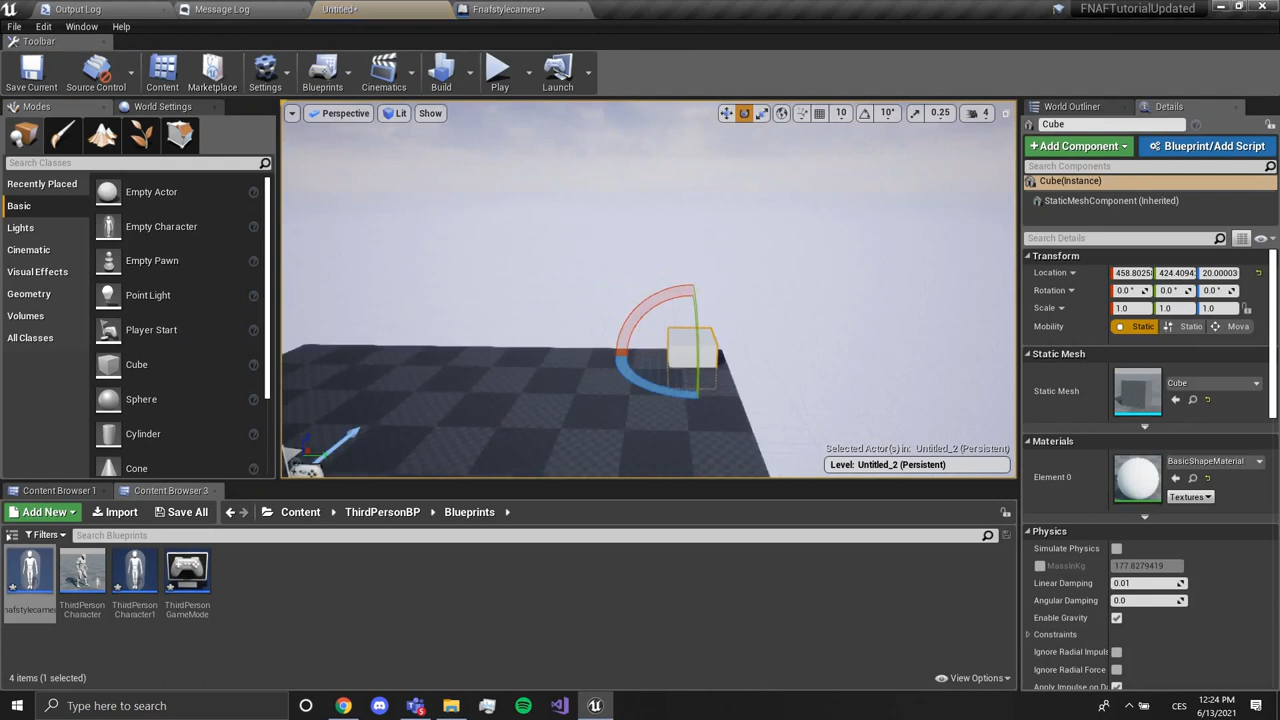 Output Log
Message Log
Untitled*
Fnafstylecamera*
FNAFTutorialUpdated
File
Edit
Window
Help
Toolbar
Save Current
Source Control
Content
Marketplace
Settings
Blueprints
Cinematics
Build
Play
Launch
Modes
World Settings
Search Classes
Recently Placed
Basic
Lights
Cinematic
Visual Effects
Geometry
Volumes
All Classes
Empty Actor
Empty Character
Empty Pawn
Point Light
Player Start
Cube
Sphere
Cylinder
Cone
Perspective
Lit
Show
10
10°
0.25
4
Selected Actor(s) in: Untitled_2 (Persistent)
Level: Untitled_2 (Persistent)
World Outliner
Details
Cube
+Add Component
Blueprint/Add Script
Search Components
Cube(Instance)
StaticMeshComponent (Inherited)
Search Details
Transform
Location 458.8025 424.4094 20.00003
Rotation 0.0° 0.0° 0.0°
Scale 1.0 1.0 1.0
Mobility Static Statio Mova
Static Mesh
Static Mesh
Cube
Materials
Element 0
BasicShapeMaterial
Textures
Physics
Simulate Physics
MassInKg 177.8279419
Linear Damping 0.01
Angular Damping 0.0
Enable Gravity
Constraints
Ignore Radial Impuls
Ignore Radial Force
Apply Impulse on Da
Content Browser 1
Content Browser 3
Add New
Import
Save All
Content
ThirdPersonBP
Blueprints
Filters
Search Blueprints
nafstylecamer
ThirdPerson
Character
ThirdPerson
Character1
ThirdPerson
GameMode
4 items (1 selected)
View Options
Type here to search
CES
12:24 PM
6/13/2021